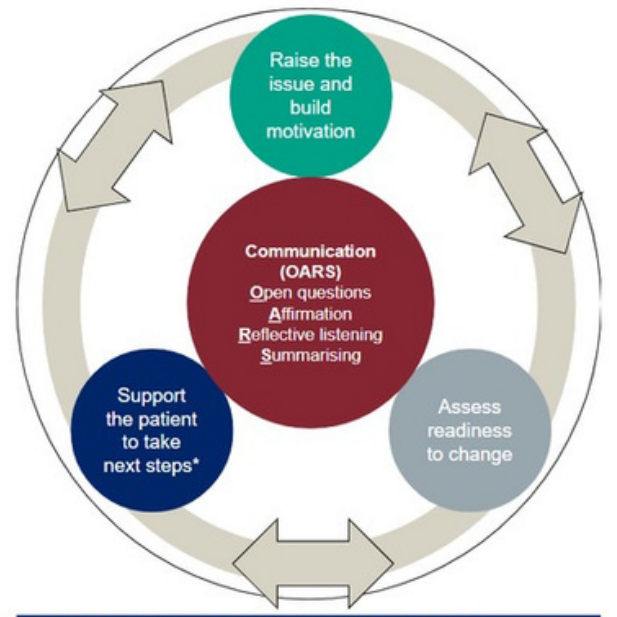 Raise the
issue and
build
motivation
Communication
(OARS)
Open questions
Affirmation
Reflective listening
Summarising
Support
the patient
to take
next steps*
Assess
readiness
to change